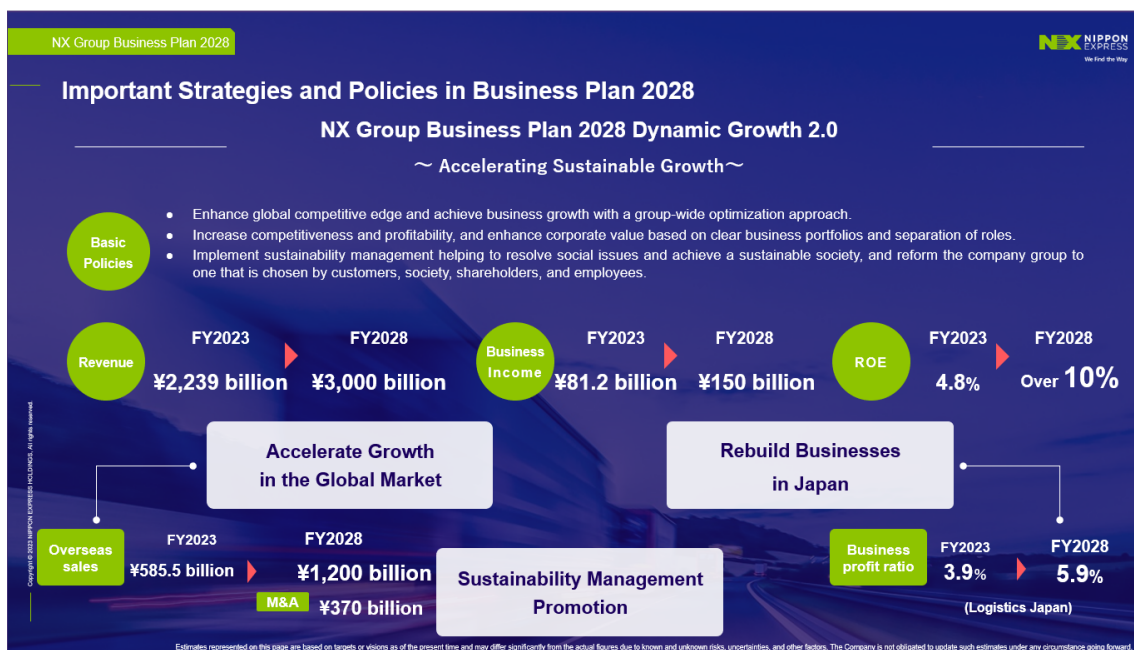 NX Group Business Plan 2028
NX NIPPON
EXPRESS
We Find the Way
Important Strategies and Policies in Business Plan 2028
NX Group Business Plan 2028 Dynamic Growth 2.0
～ Accelerating Sustainable Growth～
Basic
Policies
● Enhance global competitive edge and achieve business growth with a group-wide optimization approach.
● Increase competitiveness and profitability, and enhance corporate value based on clear business portfolios and separation of roles.
● Implement sustainability management helping to resolve social issues and achieve a sustainable society, and reform the company group to
one that is chosen by customers, society, shareholders, and employees.
Revenue
FY2023
¥2,239 billion
FY2028
¥3,000 billion
Business
Income
FY2023
¥81.2 billion
FY2028
¥150 billion
ROE
FY2023
4.8%
FY2028
Over 10%
Accelerate Growth
in the Global Market
Rebuild Businesses
in Japan
Overseas
sales
FY2023
¥585.5 billion
FY2028
¥1,200 billion
M&A ¥370 billion
Sustainability Management
Promotion
Business
profit ratio
FY2023
3.9%
FY2028
5.9%
(Logistics Japan)
Copyright © 2023 NIPPON EXPRESS HOLDINGS, All rights reserved.
Estimates represented on this page are based on targets or visions as of the present time and may differ significantly from the actual figures due to known and unknown risks, uncertainties, and other factors. The Company is not obligated to update such estimates under any circumstance going forward.